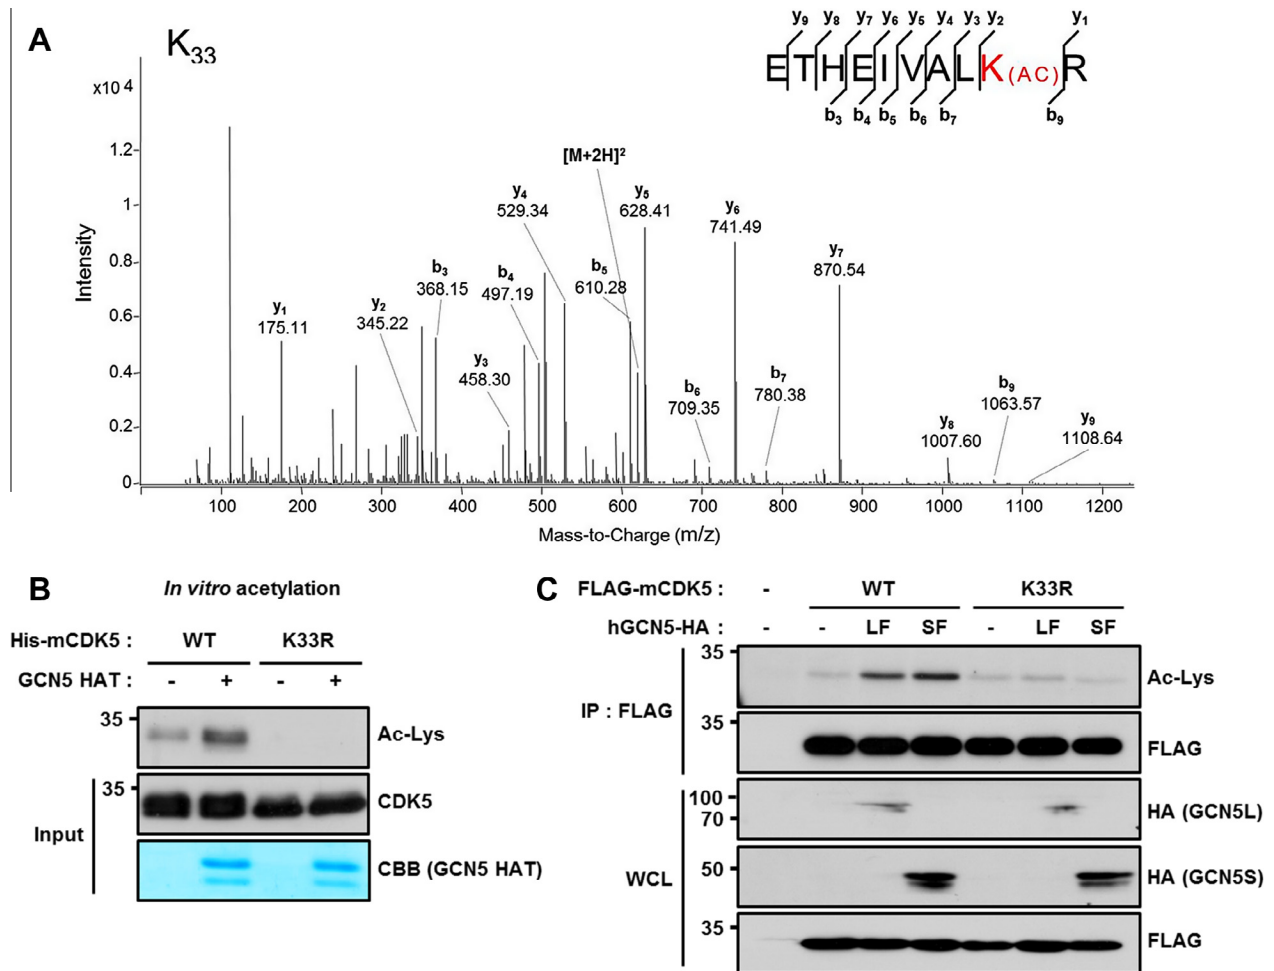 A
K33
y9 y8 y7 y6 y5 y4 y3 y2 y1
ETHEIVALK(AC)R
b3 b4 b5 b6 b7 b9
x10 4
Intensity
1.2
1
0.8
0.6
0.4
0.2
0
[M+2H]2
y1
175.11
y2
345.22
b3
368.15
y3
458.30
b4
497.19
y4
529.34
b5
610.28
y5
628.41
b6
709.35
y6
741.49
b7
780.38
y7
870.54
y8
1007.60
b9
1063.57
y9
1108.64
100 200 300 400 500 600 700 800 900 1000 1100 1200
Mass-to-Charge (m/z)
B
In vitro acetylation
His-mCDK5 : WT K33R
GCN5 HAT : - + - +
35 Ac-Lys
35 CDK5
Input
CBB (GCN5 HAT)
C
FLAG-mCDK5 : - WT K33R
hGCN5-HA : - - LF SF - LF SF
IP : FLAG
35 Ac-Lys
35 FLAG
WCL
100
70
HA (GCN5L)
50 HA (GCN5S)
35 FLAG